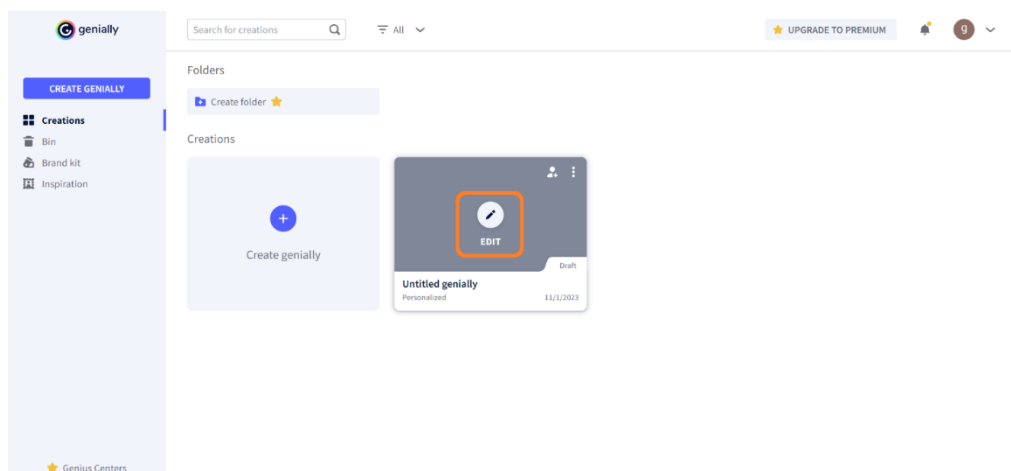 genially
Search for creations
All
UPGRADE TO PREMIUM
g
CREATE GENIALLY
Creations
Bin
Brand kit
Inspiration
Genius Centers
Folders
Create folder
Creations
Create genially
EDIT
Draft
Untitled genially
Personalized
11/1/2023